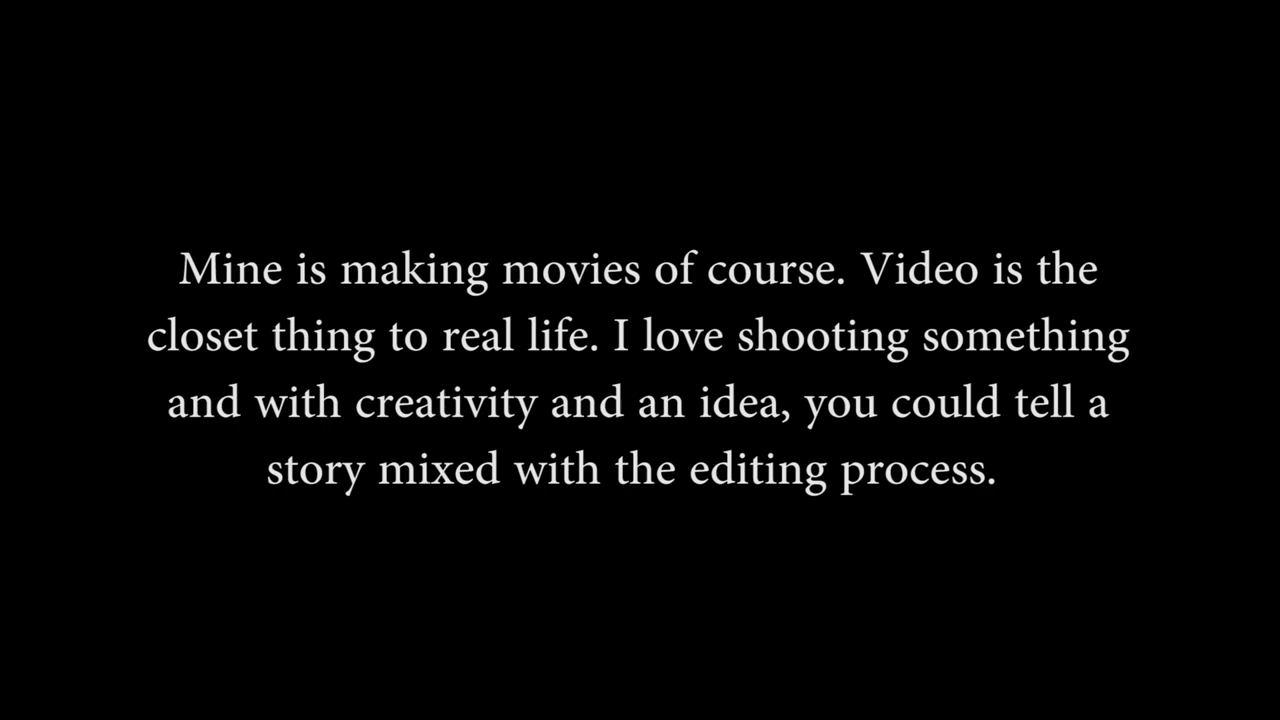 Mine is making movies of course. Video is the
closet thing to real life. I love shooting something
and with creativity and an idea, you could tell a
story mixed with the editing process.